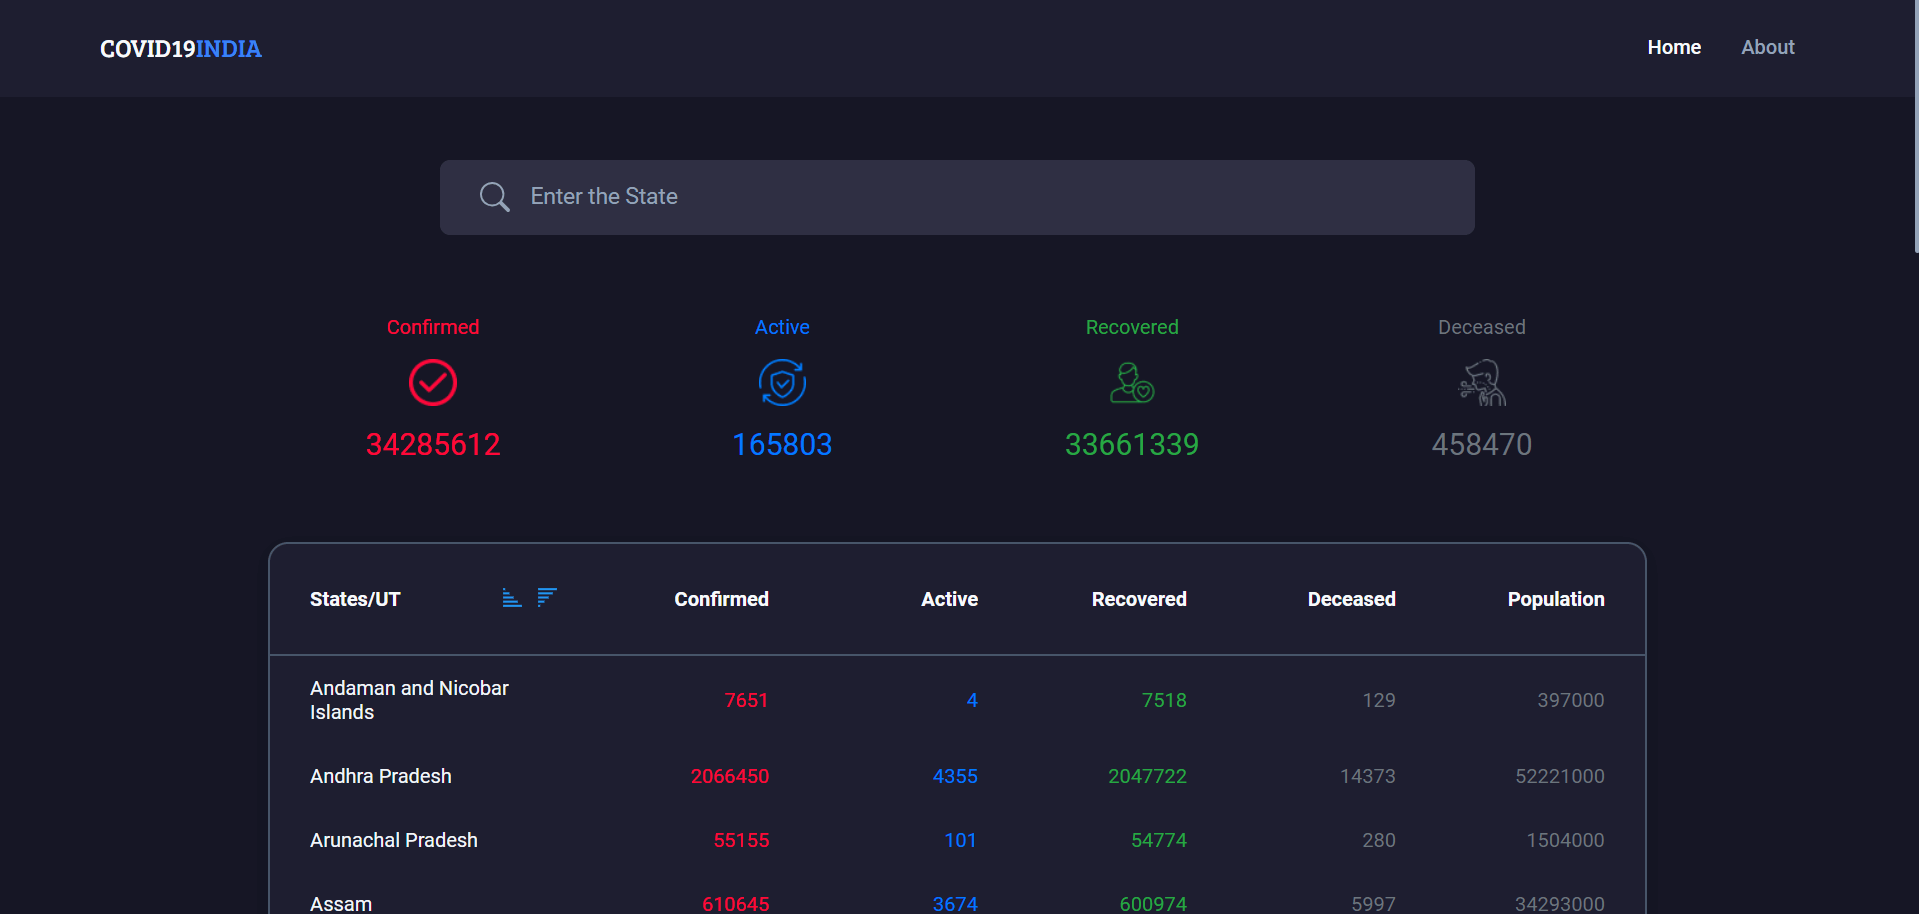 COVID19INDIA
Home About
Enter the State
Confirmed Active Recovered Deceased
34285612 165803 33661339 458470
States/UT Confirmed Active Recovered Deceased Population
Andaman and Nicobar
Islands 7651 4 7518 129 397000
Andhra Pradesh 2066450 4355 2047722 14373 52221000
Arunachal Pradesh 55155 101 54774 280 1504000
Assam 610645 3674 600974 5997 34293000